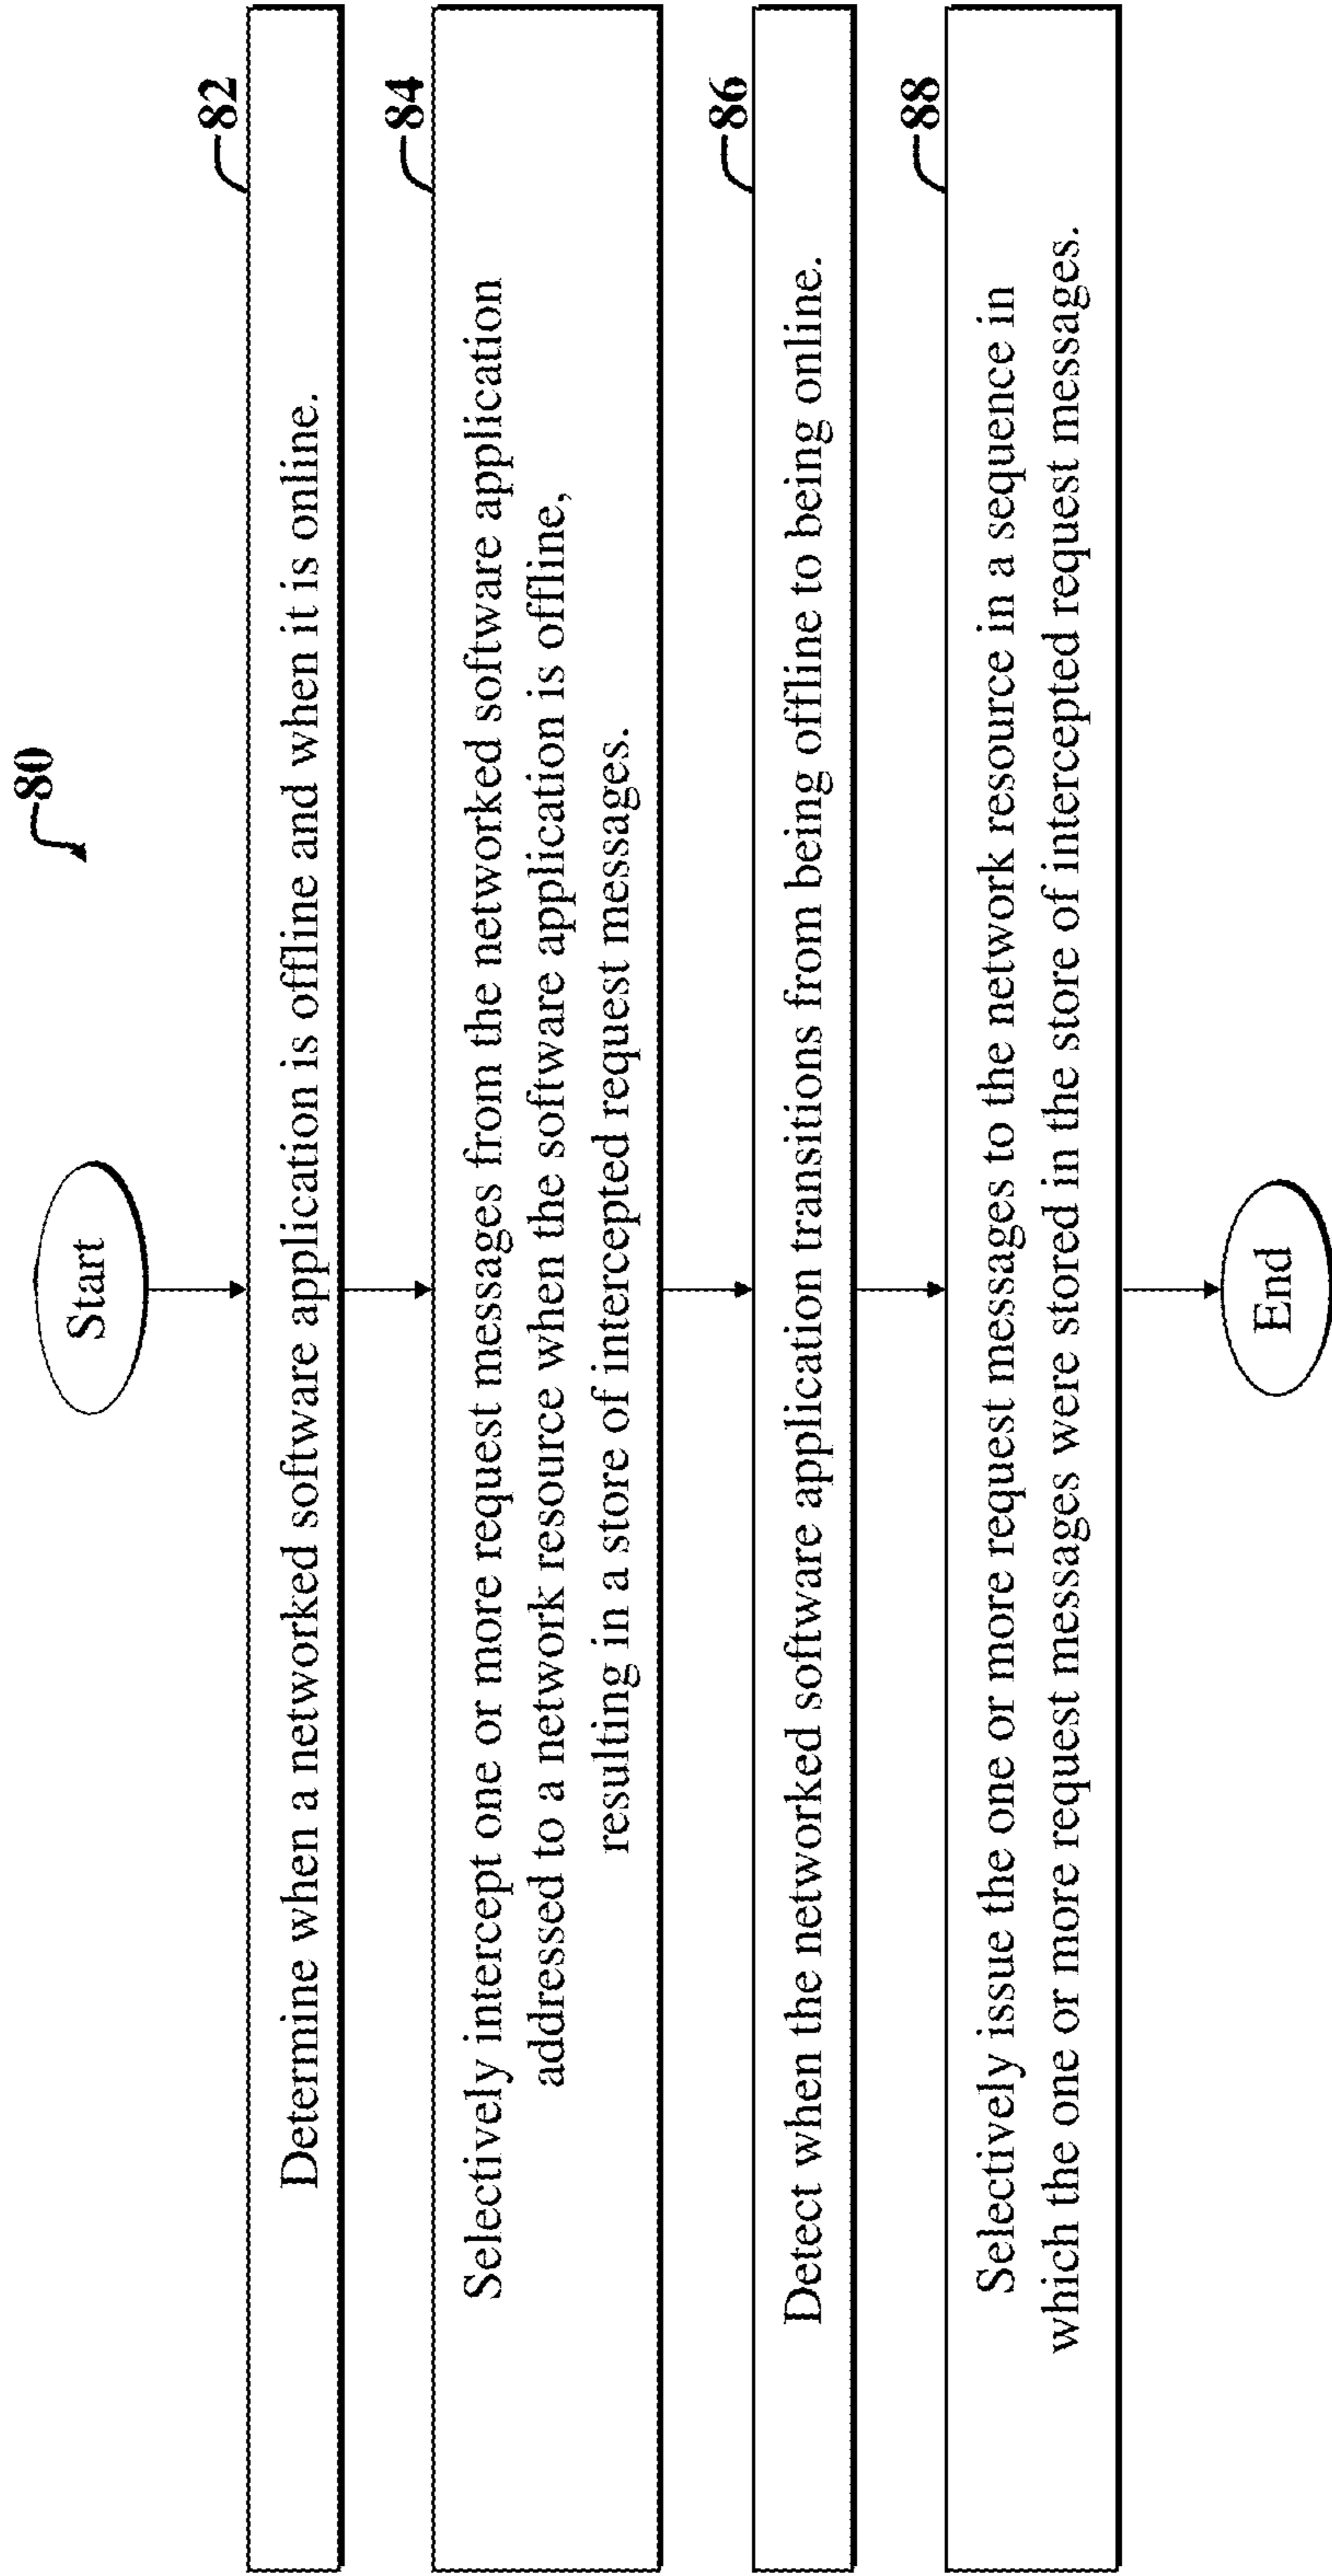 80
Start
82
Determine when a networked software application is offline and when it is online.
84
Selectively intercept one or more request messages from the networked software application
addressed to a network resource when the software application is offline,
resulting in a store of intercepted request messages.
86
Detect when the networked software application transitions from being offline to being online.
88
Selectively issue the one or more request messages to the network resource in a sequence in
which the one or more request messages were stored in the store of intercepted request messages.
End